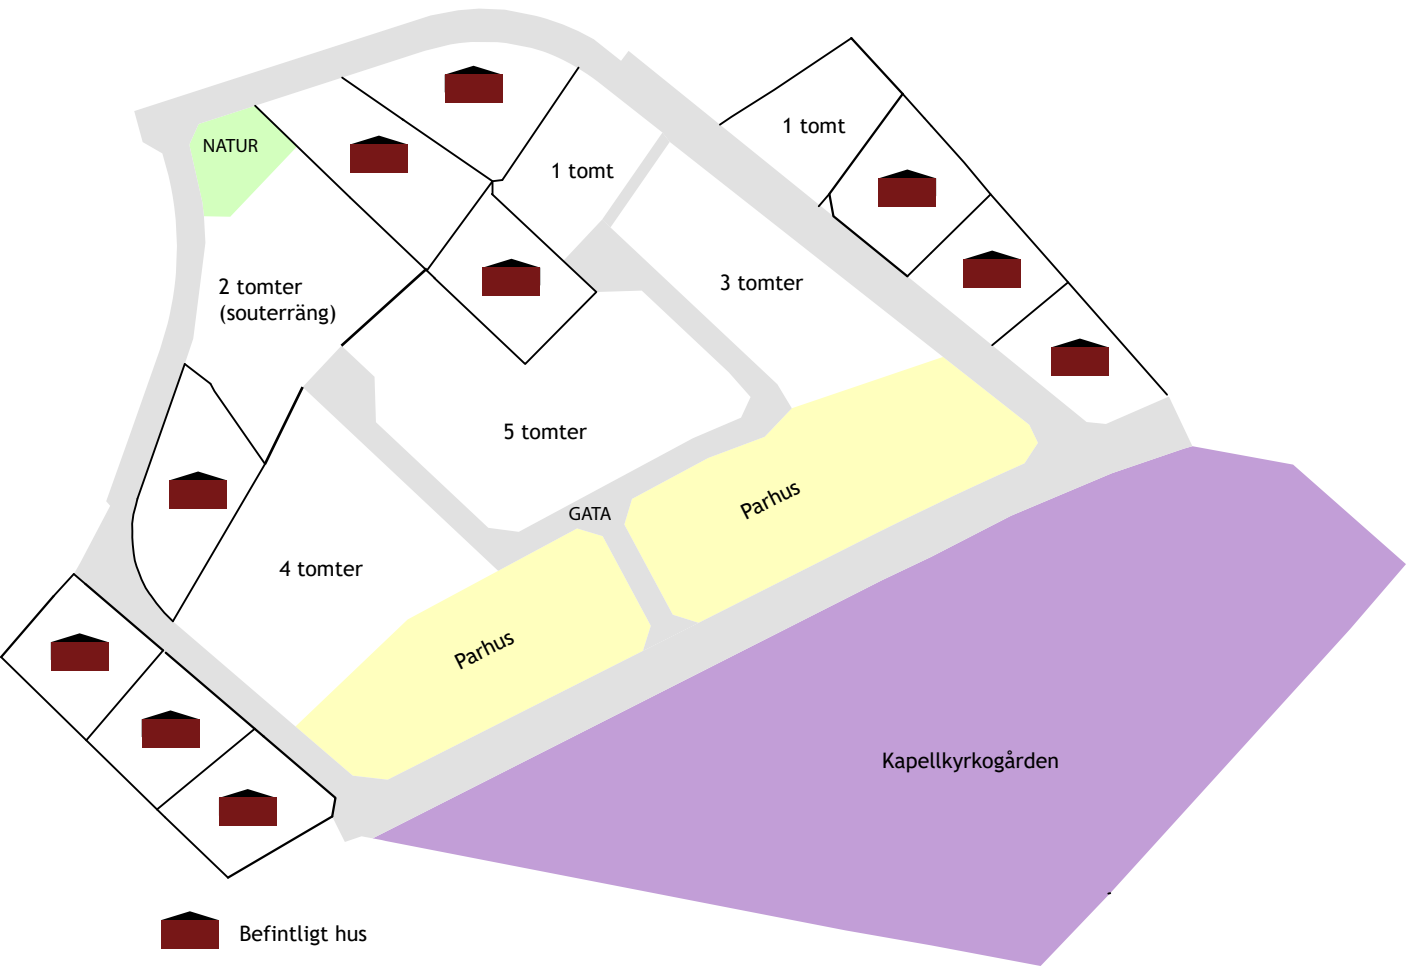 1 tomt
NATUR
1 tomt
3 tomter
2 tomter
(souterräng)
5 tomter
Parhus
GATA
4 tomter
Parhus
Kapellkyrkogården
Befintligt hus